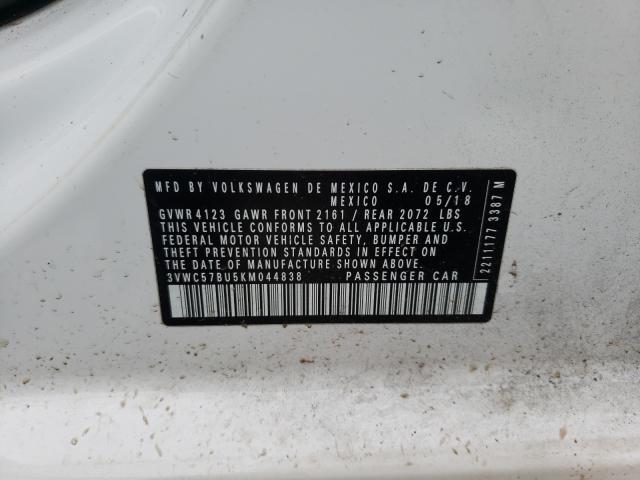 MFD BY VOLKSWAGEN DE MEXICO S.A. DE C.V.
MEXICO 05/18
GVWR 4123 GAWR FRONT 2161 / REAR 2072 LBS
THIS VEHICLE CONFORMS TO ALL APPLICABLE U.S.
FEDERAL MOTOR VEHICLE SAFETY, BUMPER AND
THEFT PREVENTION STANDARDS IN EFFECT ON
THE DATE OF MANUFACTURE SHOWN ABOVE.
3VWC57BU5KM044838 PASSENGER CAR
2211177 3387 M